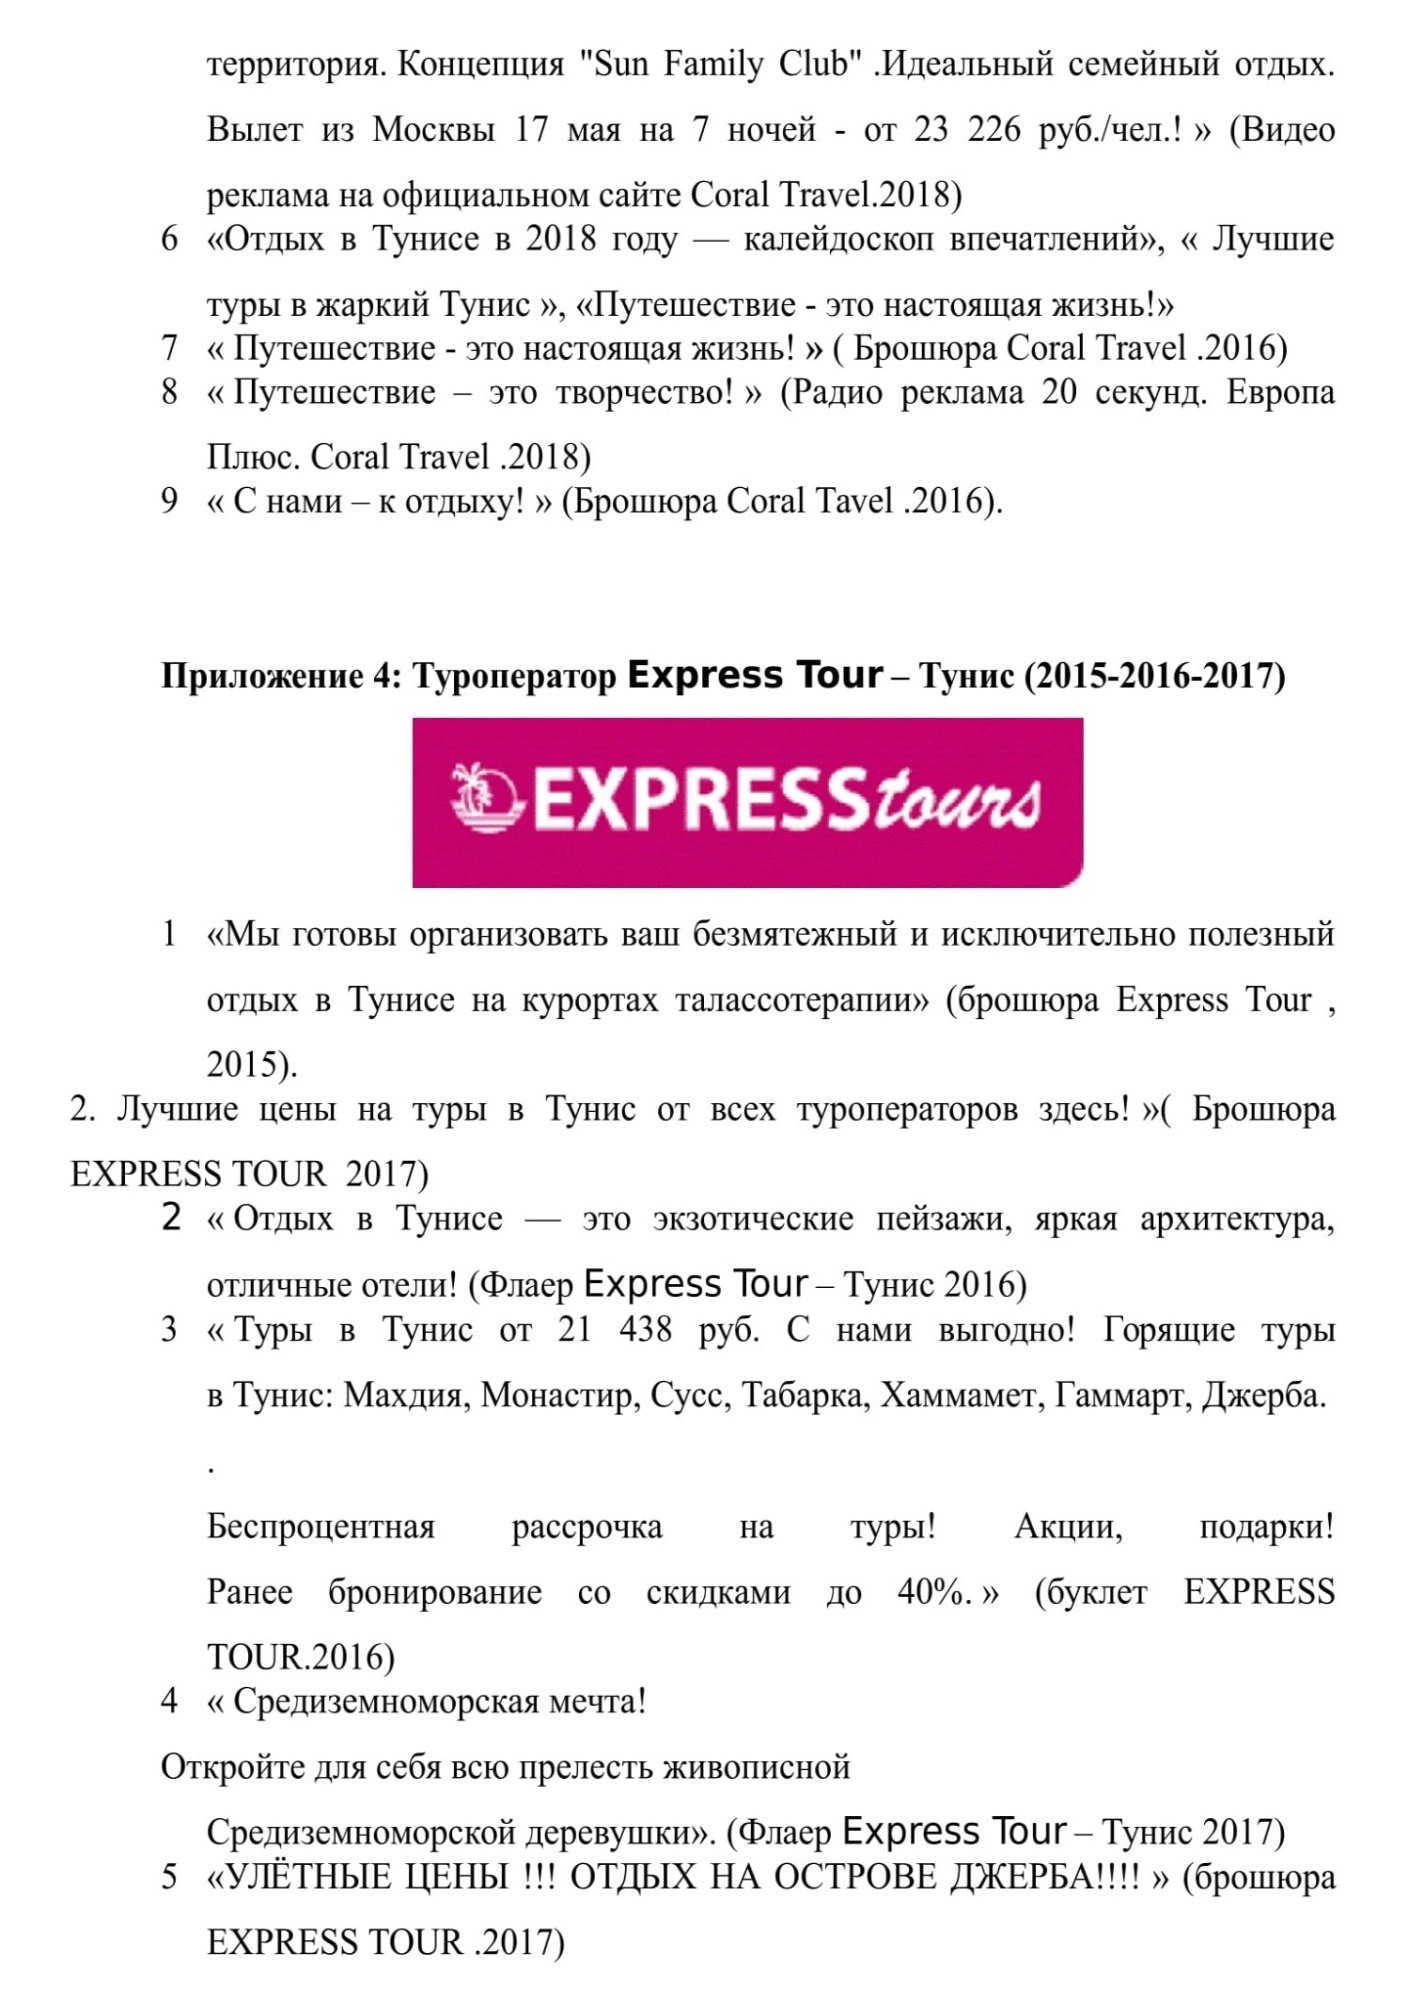 территория. Концепция "Sun Family Club" .Идеальный семейный отдых.
Вылет из Москвы 17 мая на 7 ночей - от 23 226 руб./чел.! » (Видео
реклама на официальном сайте Coral Travel.2018)
6 «Отдых в Тунисе в 2018 году — калейдоскоп впечатлений», « Лучшие
туры в жаркий Тунис », «Путешествие - это настоящая жизнь!»
7 « Путешествие - это настоящая жизнь! » ( Брошюра Coral Travel .2016)
8 « Путешествие – это творчество! » (Радио реклама 20 секунд. Европа
Плюс. Coral Travel .2018)
9 « С нами – к отдыху! » (Брошюра Coral Tavel .2016).
Приложение 4: Туроператор Express Tour – Тунис (2015-2016-2017)
EXPRESStours
1 «Мы готовы организовать ваш безмятежный и исключительно полезный
отдых в Тунисе на курортах талассотерапии» (брошюра Express Tour ,
2015).
2. Лучшие цены на туры в Тунис от всех туроператоров здесь! »( Брошюра
EXPRESS TOUR 2017)
2 « Отдых в Тунисе — это экзотические пейзажи, яркая архитектура,
отличные отели! (Флаер Express Tour – Тунис 2016)
3 « Туры в Тунис от 21 438 руб. С нами выгодно! Горящие туры
в Тунис: Махдия, Монастир, Сусс, Табарка, Хаммамет, Гаммарт, Джерба.
.
Беспроцентная рассрочка на туры! Акции, подарки!
Ранее бронирование со скидками до 40%. » (буклет EXPRESS
TOUR.2016)
4 « Средиземноморская мечта!
Откройте для себя всю прелесть живописной
Средиземноморской деревушки». (Флаер Express Tour – Тунис 2017)
5 «УЛЁТНЫЕ ЦЕНЫ !!! ОТДЫХ НА ОСТРОВЕ ДЖЕРБА!!!! » (брошюра
EXPRESS TOUR .2017)